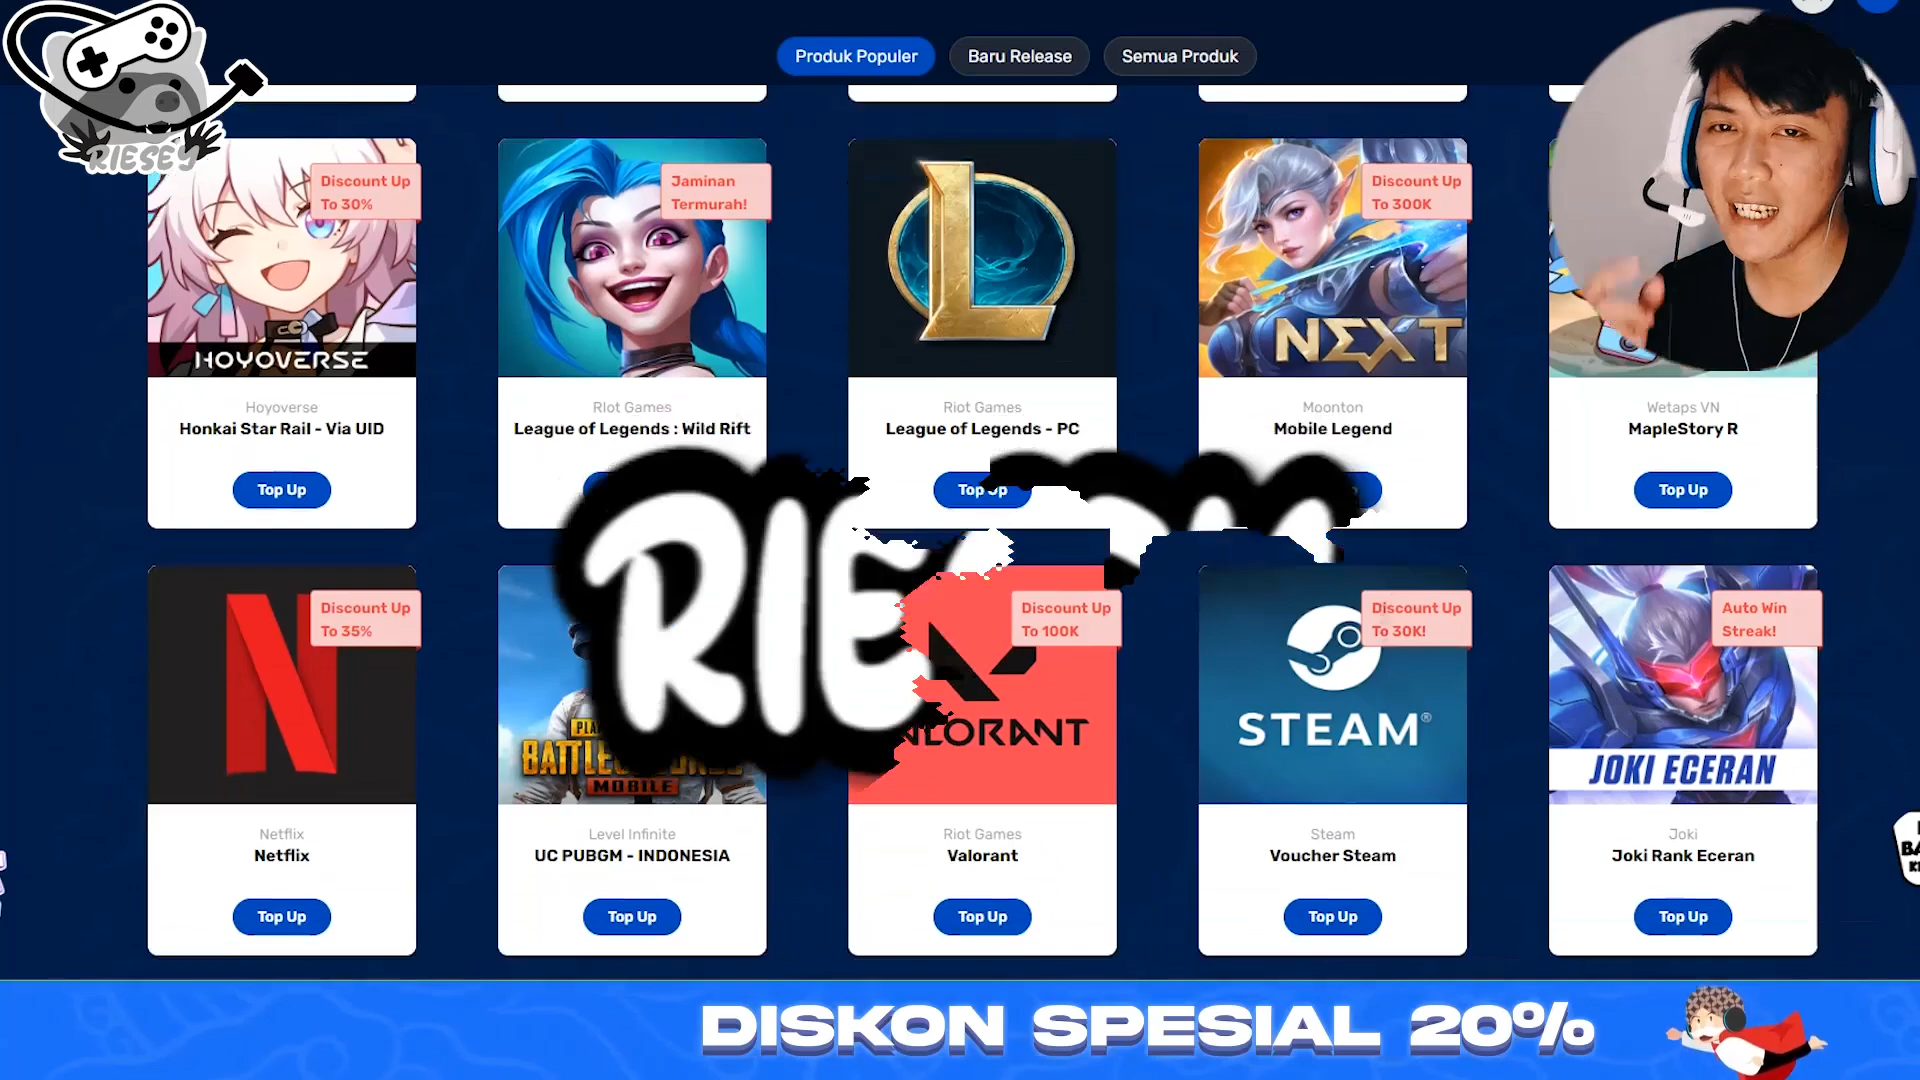 RIESEY
Produk Populer
Baru Release
Semua Produk
Discount Up
To 30%
HOYOVERSE
Hoyoverse
Honkai Star Rail - Via UID
Top Up
Jaminan
Termurah!
RIot Games
League of Legends : Wild Rift
L
Riot Games
League of Legends - PC
Top Up
Discount Up
To 300K
NEXT
Moonton
Mobile Legend
Wetaps VN
MapleStory R
Top Up
RIE
Discount Up
To 35%
N
Netflix
Netflix
Top Up
MOBILE
Level Infinite
UC PUBGM - INDONESIA
Top Up
Discount Up
To 100K
Riot Games
Valorant
Top Up
Discount Up
To 30K!
STEAM®
Steam
Voucher Steam
Top Up
Auto Win
Streak!
JOKI ECERAN
Joki
Joki Rank Eceran
Top Up
DISKON SPESIAL 20%